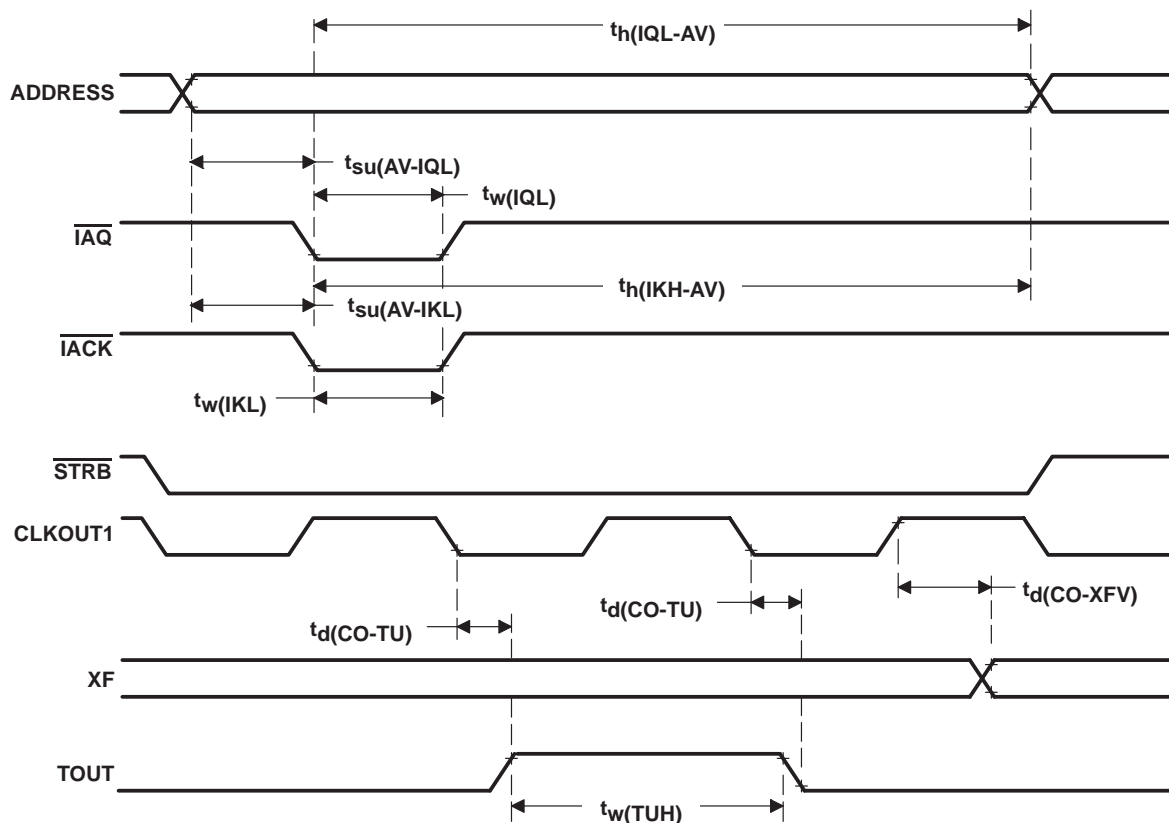 th(IQL-AV)
ADDRESS
tsu(AV-IQL)
tw(IQL)
IAQ
th(IKH-AV)
tsu(AV-IKL)
IACK
tw(IKL)
STRB
CLKOUT1
td(CO-TU)
td(CO-TU)
td(CO-XFV)
XF
TOUT
tw(TUH)